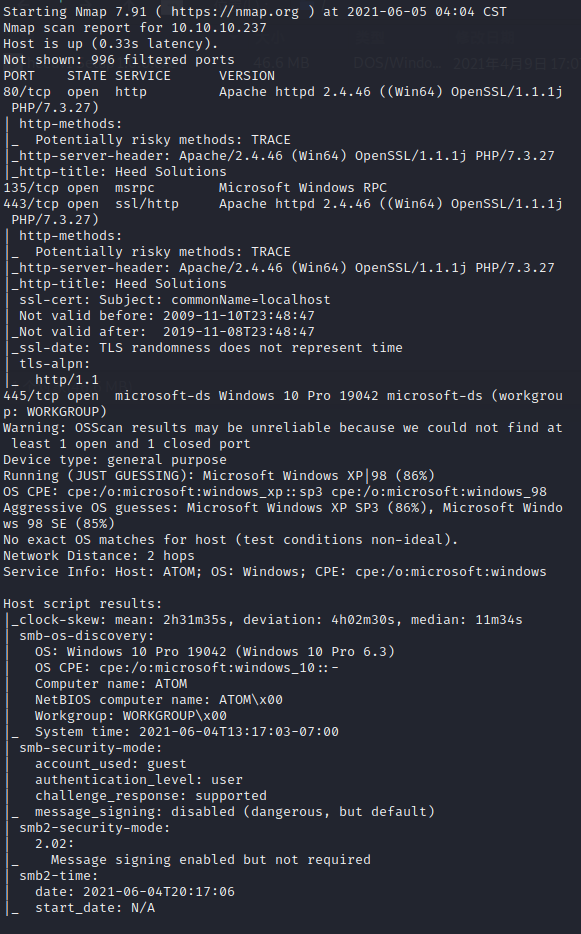 Starting Nmap 7.91 ( https://nmap.org ) at 2021-06-05 04:04 CST
Nmap scan report for 10.10.10.237
Host is up (0.33s latency).
Not shown: 996 filtered ports
PORT    STATE SERVICE      VERSION
80/tcp  open  http         Apache httpd 2.4.46 ((Win64) OpenSSL/1.1.1j
 PHP/7.3.27)
| http-methods:
|_  Potentially risky methods: TRACE
|_http-server-header: Apache/2.4.46 (Win64) OpenSSL/1.1.1j PHP/7.3.27
|_http-title: Heed Solutions
135/tcp open  msrpc        Microsoft Windows RPC
443/tcp open  ssl/http     Apache httpd 2.4.46 ((Win64) OpenSSL/1.1.1j
 PHP/7.3.27)
| http-methods:
|_  Potentially risky methods: TRACE
|_http-server-header: Apache/2.4.46 (Win64) OpenSSL/1.1.1j PHP/7.3.27
|_http-title: Heed Solutions
| ssl-cert: Subject: commonName=localhost
| Not valid before: 2009-11-10T23:48:47
|_Not valid after:  2019-11-08T23:48:47
|_ssl-date: TLS randomness does not represent time
| tls-alpn:
|_  http/1.1
445/tcp open  microsoft-ds Windows 10 Pro 19042 microsoft-ds (workgrou
p: WORKGROUP)
Warning: OSScan results may be unreliable because we could not find at
 least 1 open and 1 closed port
Device type: general purpose
Running (JUST GUESSING): Microsoft Windows XP|98 (86%)
OS CPE: cpe:/o:microsoft:windows_xp::sp3 cpe:/o:microsoft:windows_98
Aggressive OS guesses: Microsoft Windows XP SP3 (86%), Microsoft Windo
ws 98 SE (85%)
No exact OS matches for host (test conditions non-ideal).
Network Distance: 2 hops
Service Info: Host: ATOM; OS: Windows; CPE: cpe:/o:microsoft:windows

Host script results:
|_clock-skew: mean: 2h31m35s, deviation: 4h02m30s, median: 11m34s
| smb-os-discovery:
|   OS: Windows 10 Pro 19042 (Windows 10 Pro 6.3)
|   OS CPE: cpe:/o:microsoft:windows_10::-
|   Computer name: ATOM
|   NetBIOS computer name: ATOM\x00
|   Workgroup: WORKGROUP\x00
|_  System time: 2021-06-04T13:17:03-07:00
| smb-security-mode:
|   account_used: guest
|   authentication_level: user
|   challenge_response: supported
|_  message_signing: disabled (dangerous, but default)
| smb2-security-mode:
|   2.02:
|_    Message signing enabled but not required
| smb2-time:
|   date: 2021-06-04T20:17:06
|_  start_date: N/A